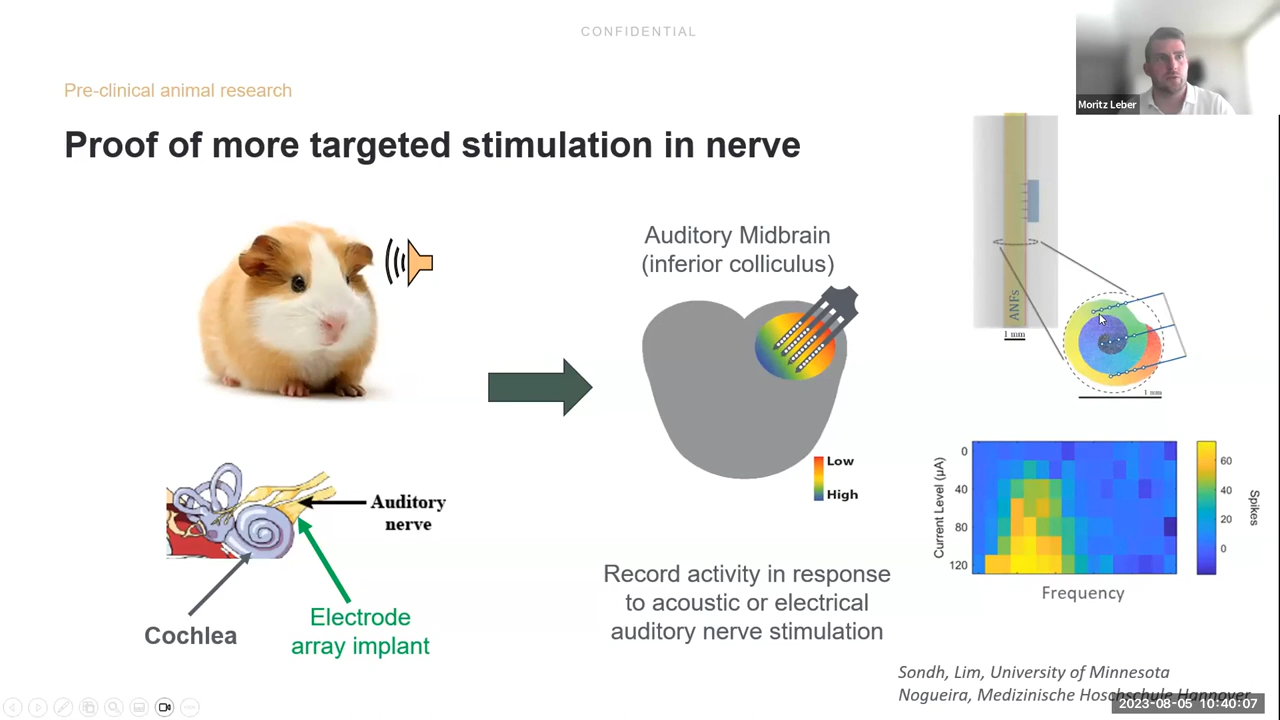 CONFIDENTIAL
Moritz Leber
Pre-clinical animal research
Proof of more targeted stimulation in nerve
Auditory Midbrain
(inferior colliculus)
Low
High
ANFs
1 mm
1 mm
Auditory
nerve
Cochlea
Electrode
array implant
Record activity in response
to acoustic or electrical
auditory nerve stimulation
Current Level (μA)
0
40
80
120
Frequency
60
40
20
0
Spikes
Sondh, Lim, University of Minnesota
Nogueira, Medizinische Hoschschule Hannover
2023-08-05 10:40:07